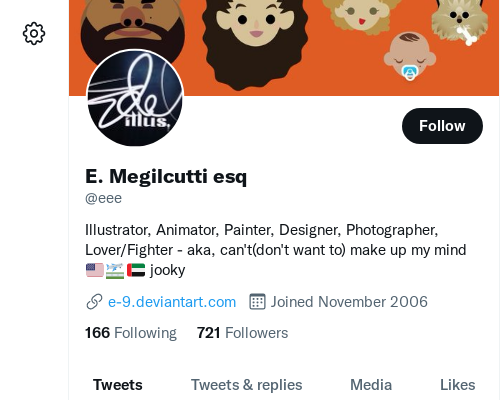 illus,
Follow
E. Megilcutti esq
@eee
Illustrator, Animator, Painter, Designer, Photographer,
Lover/Fighter - aka, can't(don't want to) make up my mind
🇺🇸 🇦🇪 jooky
e-9.deviantart.com Joined November 2006
166 Following 721 Followers
Tweets Tweets & replies Media Likes